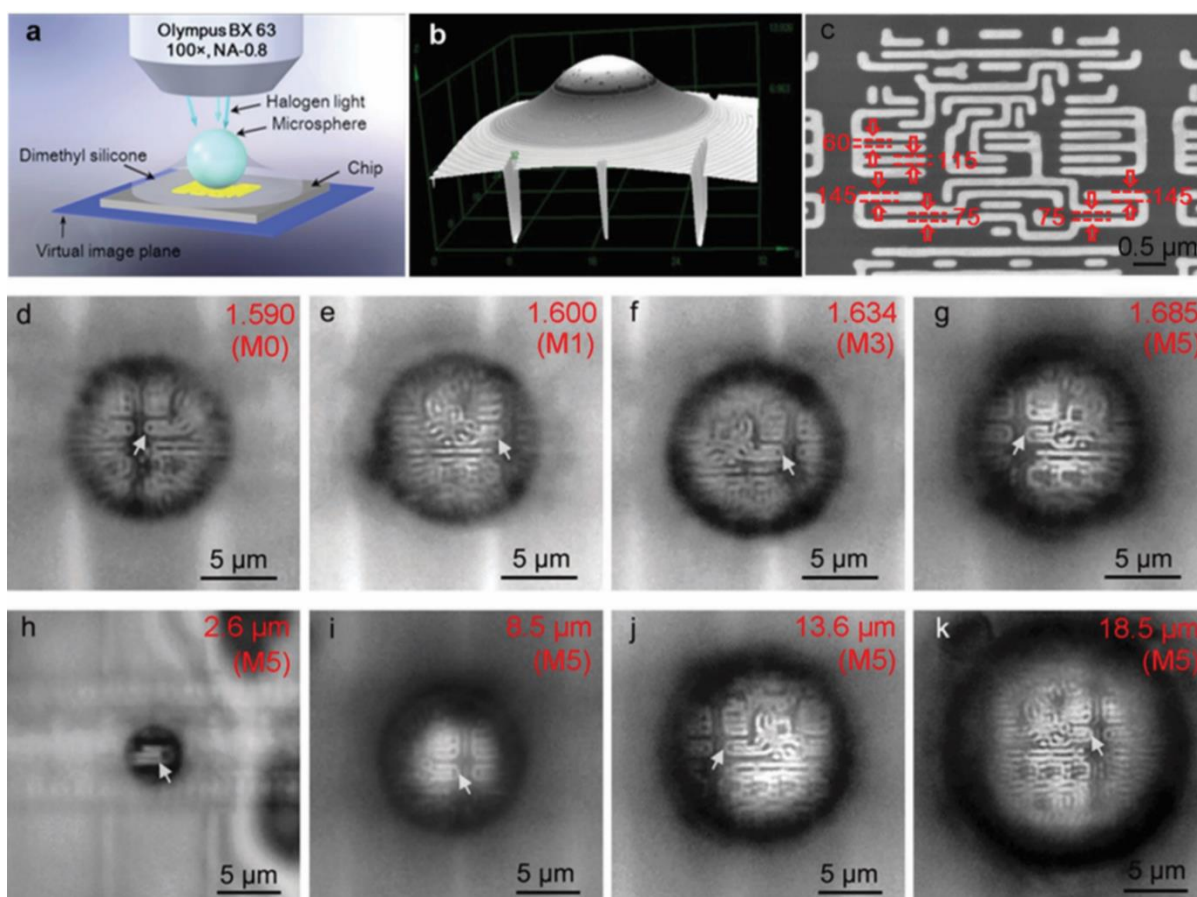 a
Olympus BX 63
100×, NA-0.8
Halogen light
Microsphere
Dimethyl silicone
Chip
Virtual image plane
b
c
60
115
145
145
75
75
0.5 µm
d
1.590
(M0)
5 µm
e
1.600
(M1)
5 µm
f
1.634
(M3)
5 µm
g
1.685
(M5)
5 µm
h
2.6 µm
(M5)
5 µm
i
8.5 µm
(M5)
5 µm
j
13.6 µm
(M5)
5 µm
k
18.5 µm
(M5)
5 µm